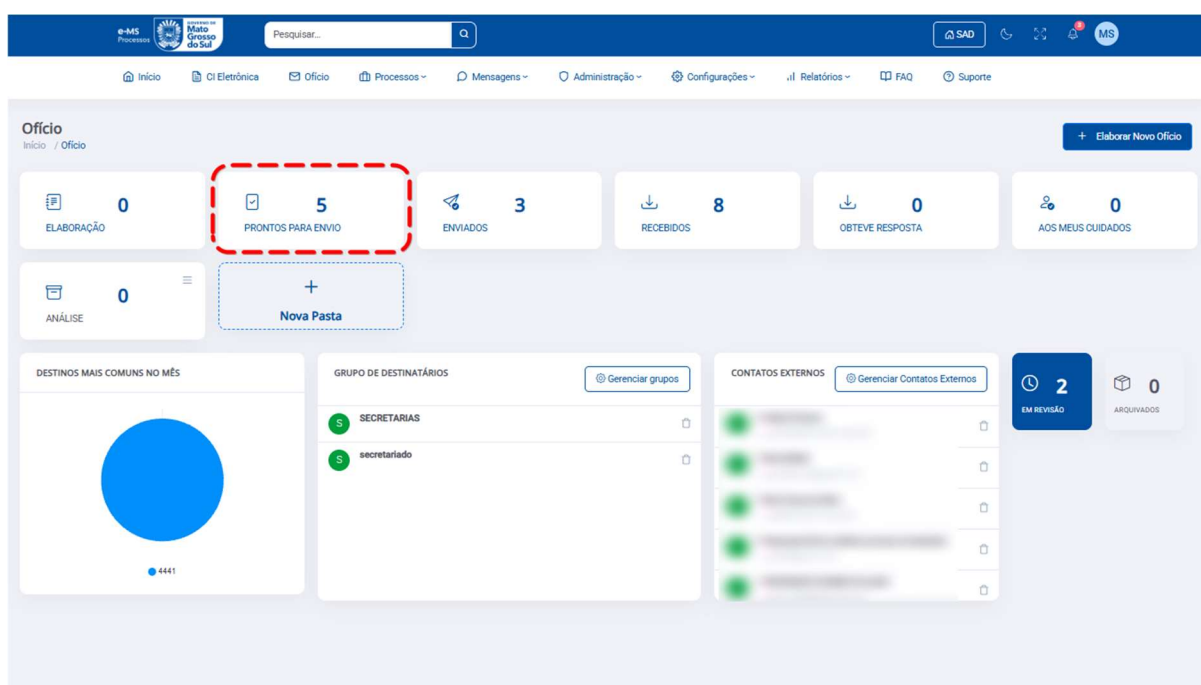 e-MS
Processos
GOVERNO DE
Mato
Grosso
do Sul
Pesquisar...
SAD
MS
Início
CI Eletrônica
Ofício
Processos
Mensagens
Administração
Configurações
Relatórios
FAQ
Suporte
Ofício
Início / Ofício
+ Elaborar Novo Ofício
0
ELABORAÇÃO
5
PRONTOS PARA ENVIO
3
ENVIADOS
8
RECEBIDOS
0
OBTEVE RESPOSTA
0
AOS MEUS CUIDADOS
0
ANÁLISE
+
Nova Pasta
DESTINOS MAIS COMUNS NO MÊS
4441
GRUPO DE DESTINATÁRIOS
Gerenciar grupos
S SECRETARIAS
S secretariado
CONTATOS EXTERNOS
Gerenciar Contatos Externos
2
EM REVISÃO
0
ARQUIVADOS